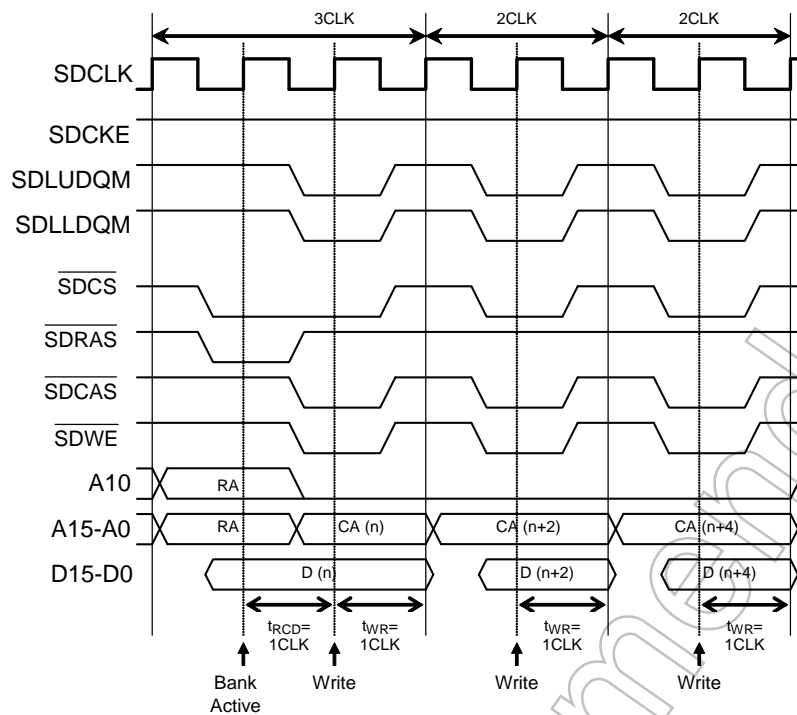 3CLK 2CLK 2CLK
SDCLK
SDCKE
SDLUDQM
SDLLDQM
SDCS
SDRAS
SDCAS
SDWE
A10 RA
A15-A0 RA CA (n) CA (n+2) CA (n+4)
D15-D0 D (n) D (n+2) D (n+4)
tRCD= tWR= tWR= tWR=
1CLK 1CLK 1CLK 1CLK
Bank Write Write Write
Active